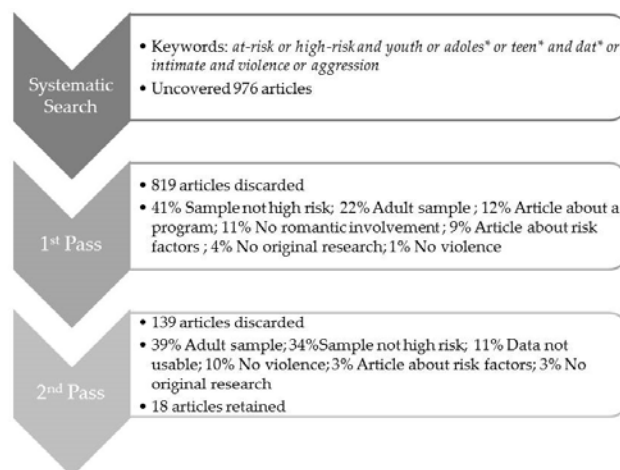 Systematic
Search
• Keywords: at-risk or high-risk and youth or adoles* or teen* and dat* or
intimate and violence or aggression
• Uncovered 976 articles
1st Pass
• 819 articles discarded
• 41% Sample not high risk; 22% Adult sample ; 12% Article about a
program; 11% No romantic involvement ; 9% Article about risk
factors ; 4% No original research; 1% No violence
2nd Pass
• 139 articles discarded
• 39% Adult sample; 34%Sample not high risk; 11% Data not
usable; 10% No violence; 3% Article about risk factors; 3% No
original research
• 18 articles retained